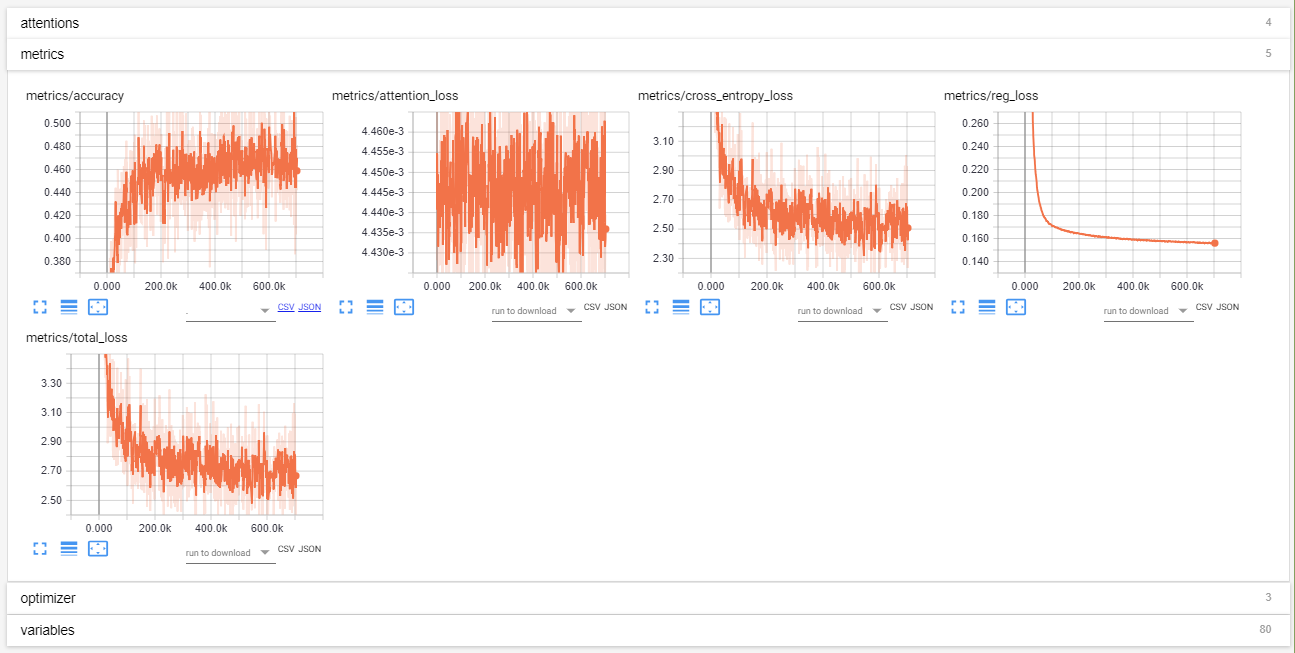 attentions 4
metrics 5
metrics/accuracy metrics/attention_loss metrics/cross_entropy_loss metrics/reg_loss
0.500
0.480
0.460
0.440
0.420
0.400
0.380
0.000 200.0k 400.0k 600.0k
CSV JSON
4.460e-3
4.455e-3
4.450e-3
4.445e-3
4.440e-3
4.435e-3
4.430e-3
0.000 200.0k 400.0k 600.0k
run to download CSV JSON
3.10
2.90
2.70
2.50
2.30
0.000 200.0k 400.0k 600.0k
run to download CSV JSON
0.260
0.240
0.220
0.200
0.180
0.160
0.140
0.000 200.0k 400.0k 600.0k
run to download CSV JSON
metrics/total_loss
3.30
3.10
2.90
2.70
2.50
0.000 200.0k 400.0k 600.0k
run to download CSV JSON
optimizer 3
variables 80